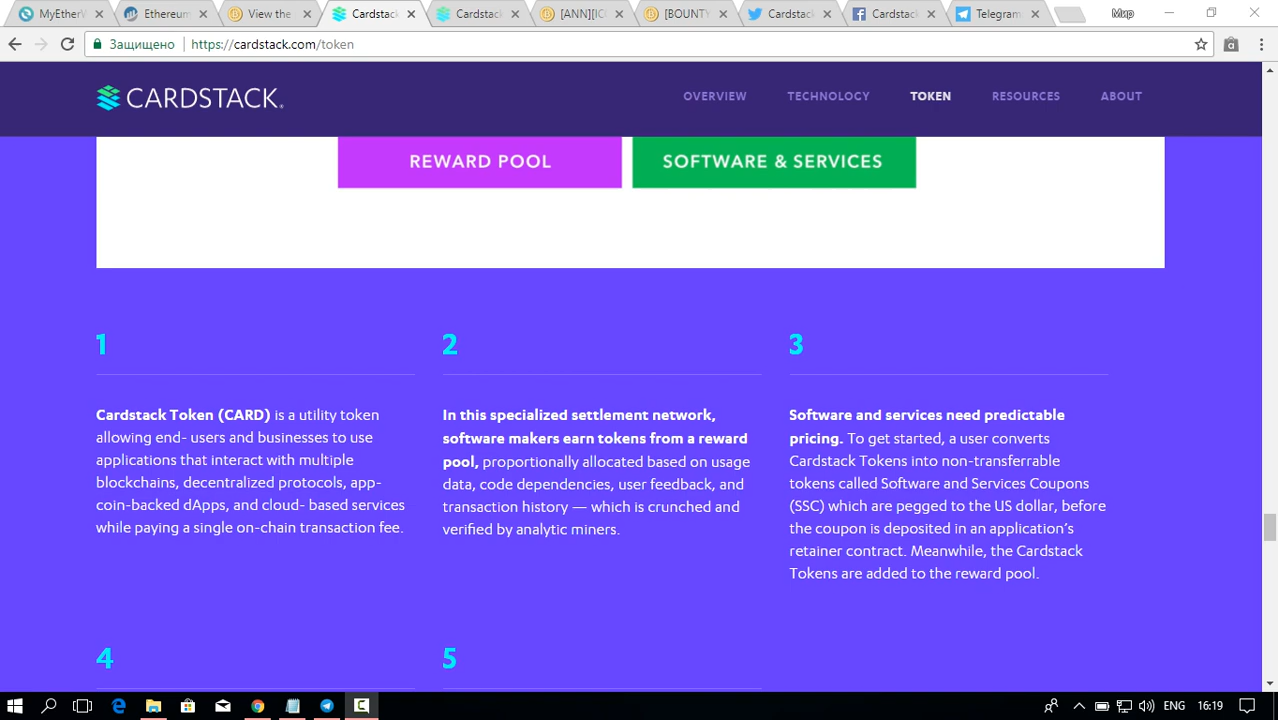 MyEtherW
Ethereum
View the
Cardstack
Cardstack
[ANN][IC
[BOUNTY
Cardstack
Cardstack
Telegram
Мир
Защищено
https://cardstack.com/token
CARDSTACK
OVERVIEW
TECHNOLOGY
TOKEN
RESOURCES
ABOUT
REWARD POOL
SOFTWARE & SERVICES
1
Cardstack Token (CARD) is a utility token
allowing end- users and businesses to use
applications that interact with multiple
blockchains, decentralized protocols, app-
coin-backed dApps, and cloud- based services
while paying a single on-chain transaction fee.
2
In this specialized settlement network,
software makers earn tokens from a reward
pool, proportionally allocated based on usage
data, code dependencies, user feedback, and
transaction history — which is crunched and
verified by analytic miners.
3
Software and services need predictable
pricing. To get started, a user converts
Cardstack Tokens into non-transferrable
tokens called Software and Services Coupons
(SSC) which are pegged to the US dollar, before
the coupon is deposited in an application's
retainer contract. Meanwhile, the Cardstack
Tokens are added to the reward pool.
4
5
ENG
16:19